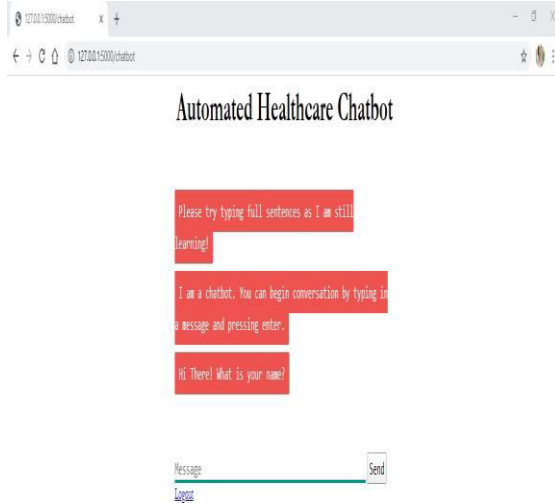 127.0.0.1:5000/chatbot
127.0.0.1:5000/chatbot
Automated Healthcare Chatbot
Please try typing full sentences as I am still
learning!
I am a chatbot. You can begin conversation by typing in
a message and pressing enter.
Hi There! What is your name?
Message
Send
Logout